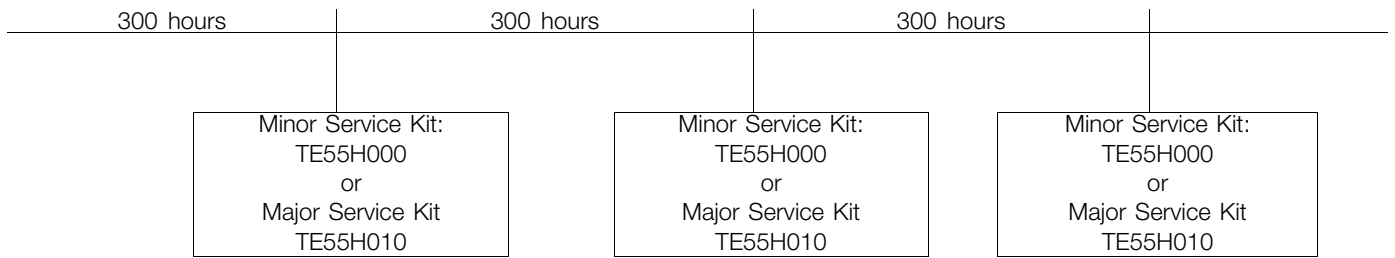 300 hours
300 hours
300 hours
Minor Service Kit:
TE55H000
or
Major Service Kit
TE55H010
Minor Service Kit:
TE55H000
or
Major Service Kit
TE55H010
Minor Service Kit:
TE55H000
or
Major Service Kit
TE55H010